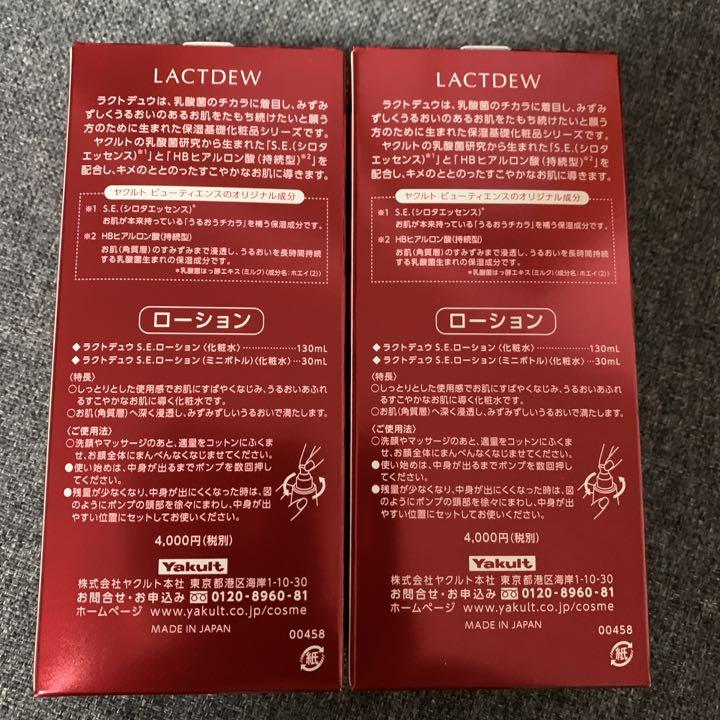 LACTDEW
ラクトデュウは、乳酸菌のチカラに着目し、みずみ
ずしくうるおいのあるお肌をたもち続けたいと願う
方のために生まれた保湿基礎化粧品シリーズです。
ヤクルトの乳酸菌研究から生まれた「S.E.(シロタ
エッセンス)※1」と「HBヒアルロン酸(持続型)※2」を
配合し、キメのととのったすこやかなお肌に導きます。
ヤクルト ビューティエンスのオリジナル成分
※1 S.E.(シロタエッセンス)*
お肌が本来持っている「うるおうチカラ」を補う保湿成分です。
※2 HBヒアルロン酸(持続型)
お肌(角質層)のすみずみまで浸透し、うるおいを長時間持続
する乳酸菌生まれの保湿成分です。
*乳酸菌はっ酵エキス(ミルク)(成分名:ホエイ(2))
ローション
◆ラクトデュウ S.E.ローション〈化粧水〉…………………130mL
◆ラクトデュウ S.E.ローション(ミニボトル)〈化粧水〉…30mL
〈特長〉
○しっとりとした使用感でお肌にすばやくなじみ、うるおいあふれ
るすこやかなお肌に導く化粧水です。
○お肌(角質層)へ深く浸透し、みずみずしいうるおいで満たします。
〈ご使用法〉
○洗顔やマッサージのあと、適量をコットンにふくま
せ、お顔全体にまんべんなくなじませてください。
●使い始めは、中身が出るまでポンプを数回押し
てください。
●残量が少なくなり、中身が出にくくなった時は、図
のようにポンプの頭部を徐々にまわし、中身が出
やすい位置にセットしてお使いください。
4,000円(税別)
Yakult
株式会社ヤクルト本社 東京都港区海岸1-10-30
お問合せ・お申込み 0120-8960-81
ホームページ www.yakult.co.jp/cosme
MADE IN JAPAN
00458
紙
LACTDEW
ラクトデュウは、乳酸菌のチカラに着目し、みずみ
ずしくうるおいのあるお肌をたもち続けたいと願う
方のために生まれた保湿基礎化粧品シリーズです。
ヤクルトの乳酸菌研究から生まれた「S.E.(シロタ
エッセンス)※1」と「HBヒアルロン酸(持続型)※2」を
配合し、キメのととのったすこやかなお肌に導きます。
ヤクルト ビューティエンスのオリジナル成分
※1 S.E.(シロタエッセンス)*
お肌が本来持っている「うるおうチカラ」を補う保湿成分です。
※2 HBヒアルロン酸(持続型)
お肌(角質層)のすみずみまで浸透し、うるおいを長時間持続
する乳酸菌生まれの保湿成分です。
*乳酸菌はっ酵エキス(ミルク)(成分名:ホエイ(2))
ローション
◆ラクトデュウ S.E.ローション〈化粧水〉…………………130mL
◆ラクトデュウ S.E.ローション(ミニボトル)〈化粧水〉…30mL
〈特長〉
○しっとりとした使用感でお肌にすばやくなじみ、うるおいあふれ
るすこやかなお肌に導く化粧水です。
○お肌(角質層)へ深く浸透し、みずみずしいうるおいで満たします。
〈ご使用法〉
○洗顔やマッサージのあと、適量をコットンにふくま
せ、お顔全体にまんべんなくなじませてください。
●使い始めは、中身が出るまでポンプを数回押し
てください。
●残量が少なくなり、中身が出にくくなった時は、図
のようにポンプの頭部を徐々にまわし、中身が出
やすい位置にセットしてお使いください。
4,000円(税別)
Yakult
株式会社ヤクルト本社 東京都港区海岸1-10-30
お問合せ・お申込み 0120-8960-81
ホームページ www.yakult.co.jp/cosme
MADE IN JAPAN
00458
紙